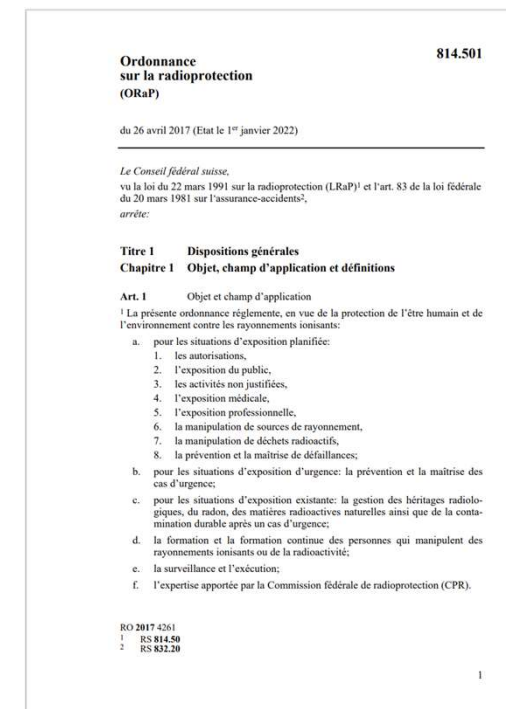 814.501
Ordonnance
sur la radioprotection
(ORaP)
du 26 avril 2017 (Etat le 1er janvier 2022)
Le Conseil fédéral suisse,
vu la loi du 22 mars 1991 sur la radioprotection (LRaP)1 et l'art. 83 de la loi fédérale
du 20 mars 1981 sur l'assurance-accidents2,
arrête:
Titre 1 Dispositions générales
Chapitre 1 Objet, champ d'application et définitions
Art. 1 Objet et champ d'application
1 La présente ordonnance réglemente, en vue de la protection de l'être humain et de
l'environnement contre les rayonnements ionisants:
a. pour les situations d'exposition planifiée:
1. les autorisations,
2. l'exposition du public,
3. les activités non justifiées,
4. l'exposition médicale,
5. l'exposition professionnelle,
6. la manipulation de sources de rayonnement,
7. la manipulation de déchets radioactifs,
8. la prévention et la maîtrise de défaillances;
b. pour les situations d'exposition d'urgence: la prévention et la maîtrise des
cas d'urgence;
c. pour les situations d'exposition existante: la gestion des héritages radiolo-
giques, du radon, des matières radioactives naturelles ainsi que de la conta-
mination durable après un cas d'urgence;
d. la formation et la formation continue des personnes qui manipulent des
rayonnements ionisants ou de la radioactivité;
e. la surveillance et l'exécution;
f. l'expertise apportée par la Commission fédérale de radioprotection (CPR).
RO 2017 4261
1 RS 814.50
2 RS 832.20
1